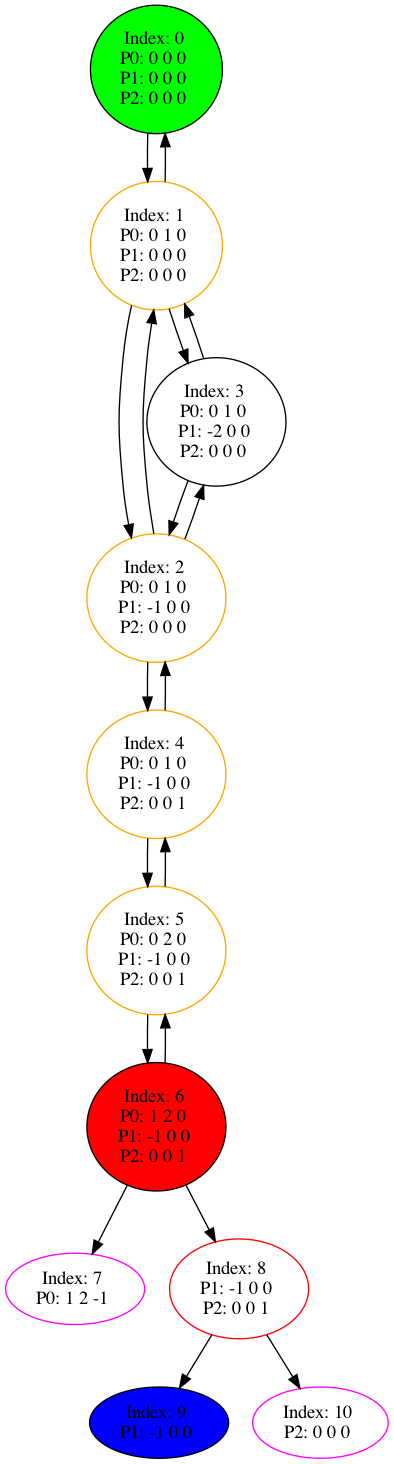 Index: 0
P0: 0 0 0
P1: 0 0 0
P2: 0 0 0
Index: 1
P0: 0 1 0
P1: 0 0 0
P2: 0 0 0
Index: 3
P0: 0 1 0
P1: -2 0 0
P2: 0 0 0
Index: 2
P0: 0 1 0
P1: -1 0 0
P2: 0 0 0
Index: 4
P0: 0 1 0
P1: -1 0 0
P2: 0 0 1
Index: 5
P0: 0 2 0
P1: -1 0 0
P2: 0 0 1
Index: 6
P0: 1 2 0
P1: -1 0 0
P2: 0 0 1
Index: 7
P0: 1 2 -1
Index: 8
P1: -1 0 0
P2: 0 0 1
Index: 9
P1: -1 0 0
Index: 10
P2: 0 0 0